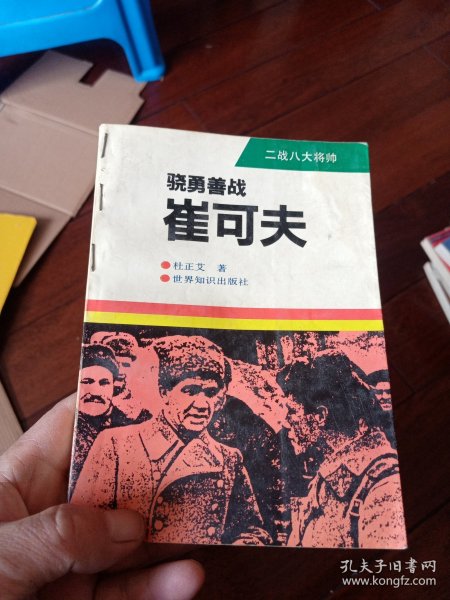 二战八大将帅
骁勇善战
崔可夫
杜正艾 著
世界知识出版社
孔夫子旧书网
www.kongfz.com